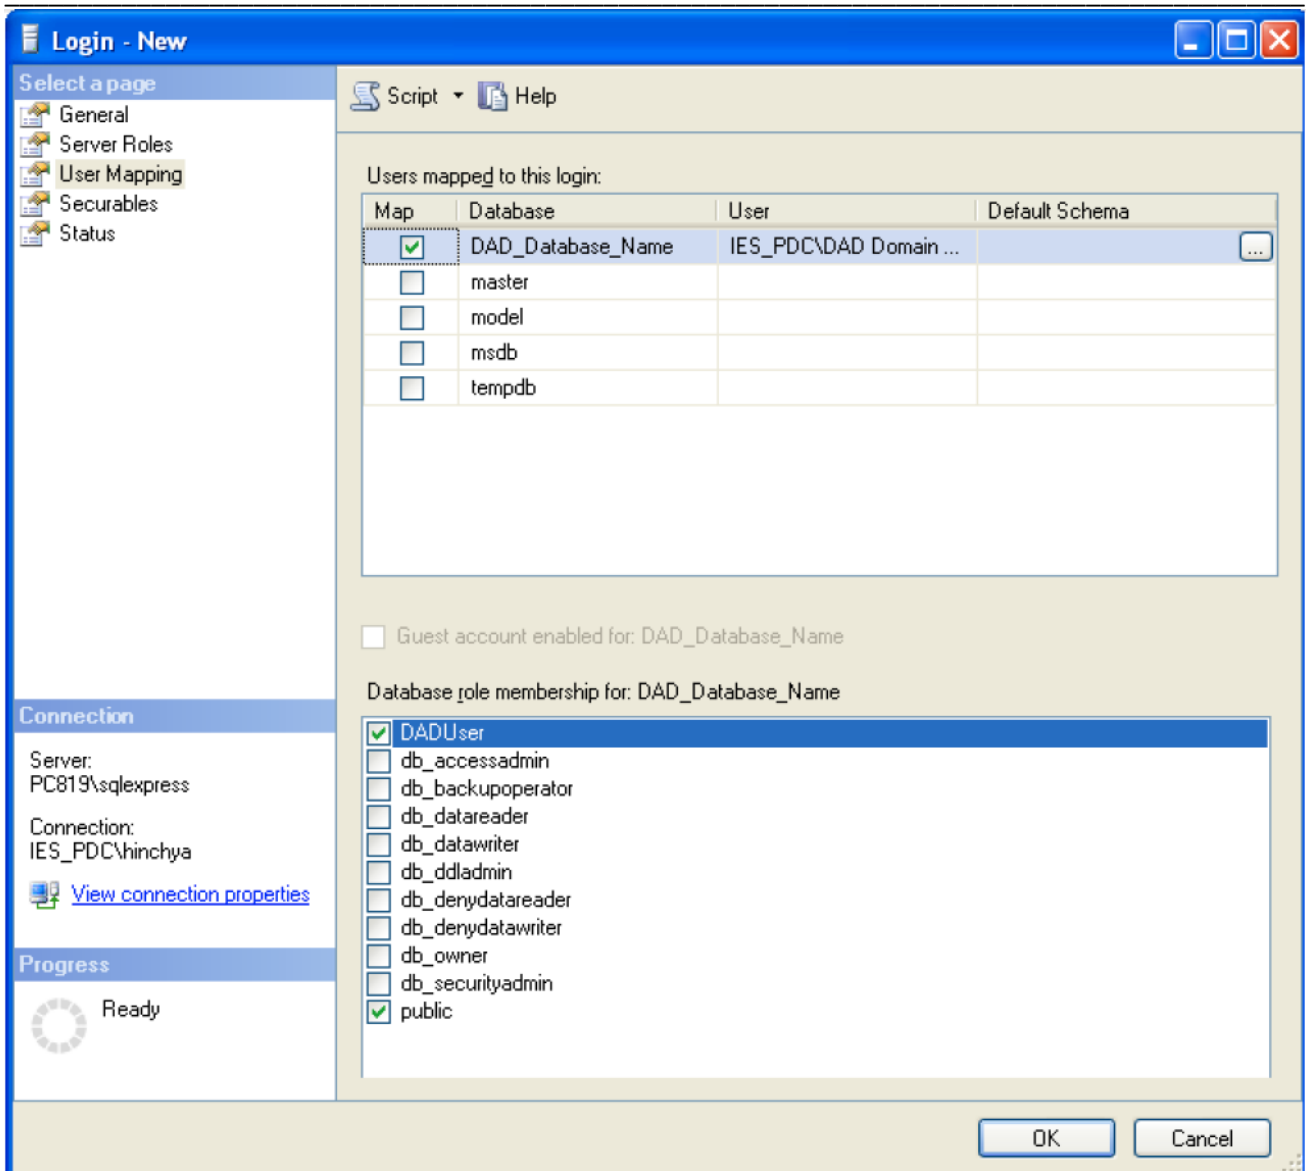 Login - New
Select a page
General
Server Roles
User Mapping
Securables
Status
Script Help
Users mapped to this login:
Map Database User Default Schema
DAD_Database_Name IES_PDC\DAD Domain ... ...
master
model
msdb
tempdb
Guest account enabled for: DAD_Database_Name
Database role membership for: DAD_Database_Name
DADUser
db_accessadmin
db_backupoperator
db_datareader
db_datawriter
db_ddladmin
db_denydatareader
db_denydatawriter
db_owner
db_securityadmin
public
Connection
Server:
PC819\sqlexpress
Connection:
IES_PDC\hinchya
View connection properties
Progress
Ready
OK Cancel